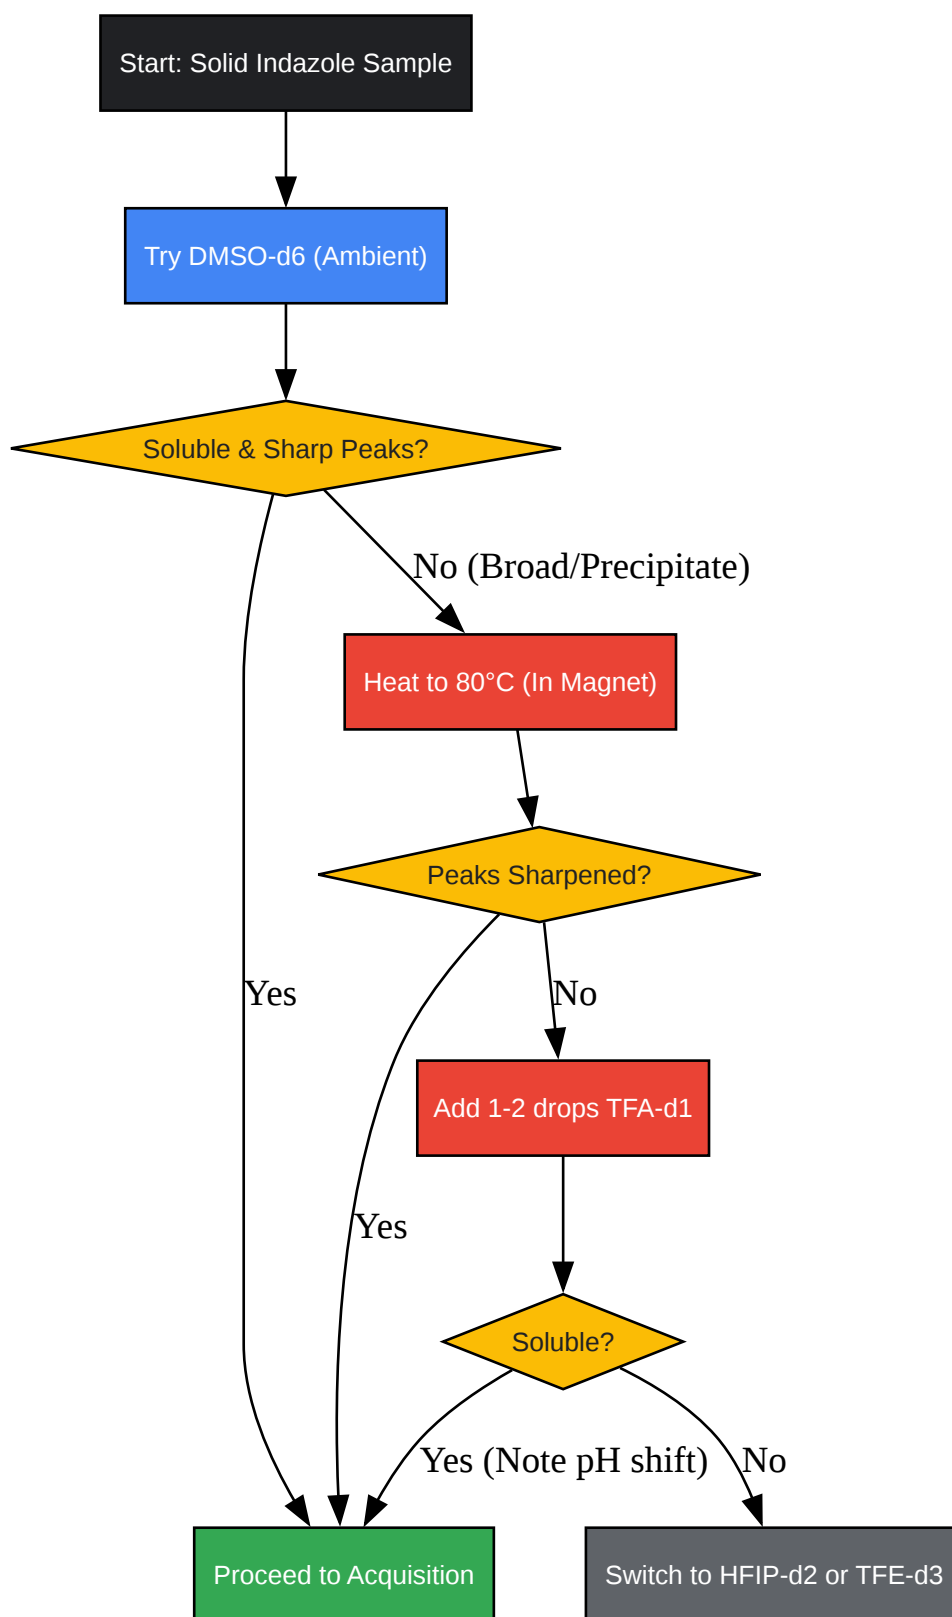 Start: Solid Indazole Sample
Try DMSO-d6 (Ambient)
Soluble & Sharp Peaks?
No (Broad/Precipitate)
Heat to 80°C (In Magnet)
Peaks Sharpened?
Yes
No
Add 1-2 drops TFA-d1
Yes
Soluble?
Yes (Note pH shift)
No
Proceed to Acquisition
Switch to HFIP-d2 or TFE-d3